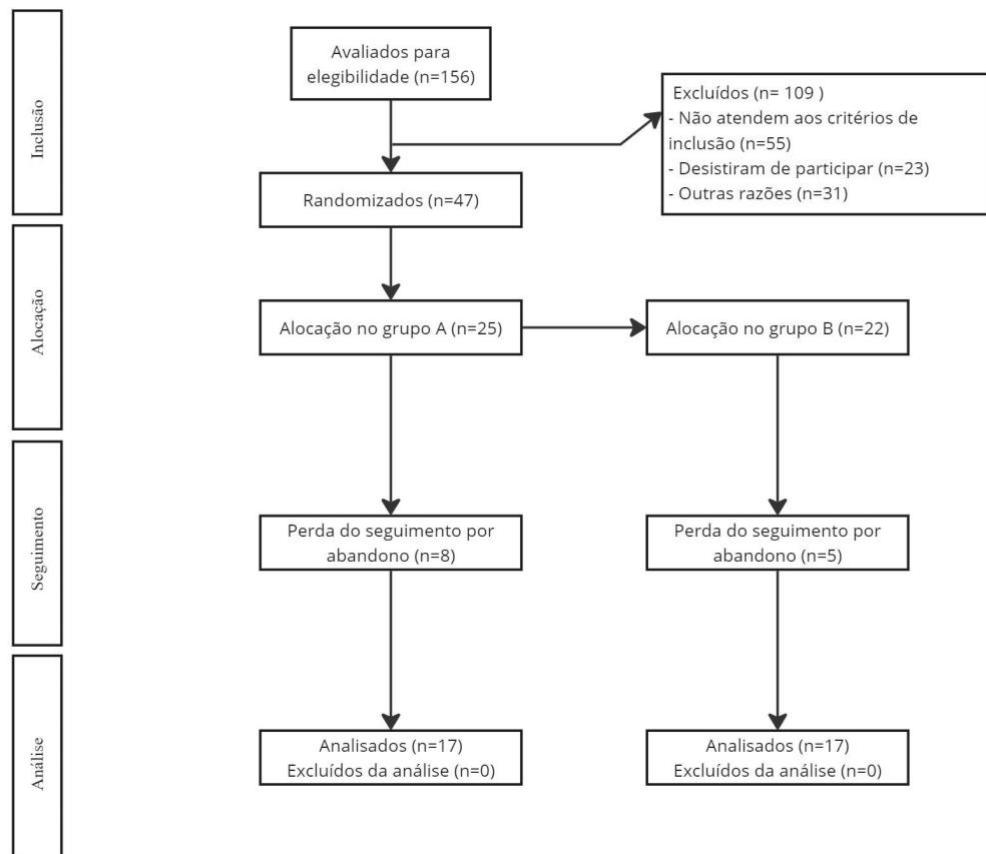 Inclusão
Avaliados para
elegibilidade (n=156)
Excluídos (n= 109 )
- Não atendem aos critérios de
inclusão (n=55)
- Desistiram de participar (n=23)
- Outras razões (n=31)
Randomizados (n=47)
Alocação
Alocação no grupo A (n=25)
Alocação no grupo B (n=22)
Seguimento
Perda do seguimento por
abandono (n=8)
Perda do seguimento por
abandono (n=5)
Análise
Analisados (n=17)
Excluídos da análise (n=0)
Analisados (n=17)
Excluídos da análise (n=0)